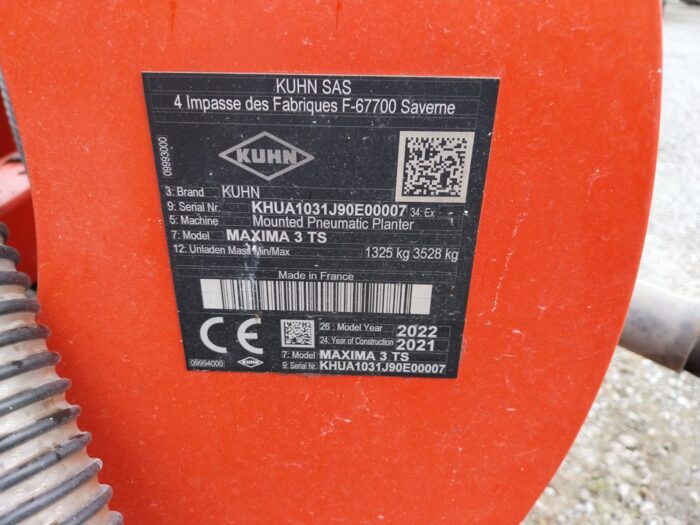 KUHN SAS
4 Impasse des Fabriques F-67700 Saverne
09993000
KUHN
3: Brand KUHN
9: Serial Nr. KHUA1031J90E00007 34: Ex
5: Machine Mounted Pneumatic Planter
7: Model MAXIMA 3 TS
12: Unladen Mass Min/Max 1325 kg 3528 kg
Made in France
CE
26: Model Year 2022
24: Year of Construction 2021
7: Model MAXIMA 3 TS
09994000 KUHN 9: Serial Nr. KHUA1031J90E00007